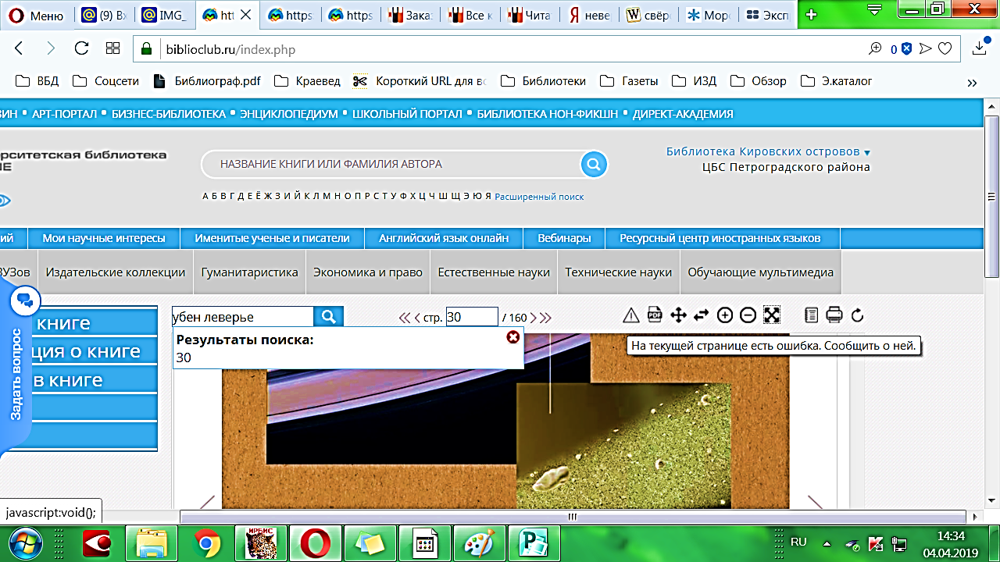 Меню
(9) Вх
IMG_
htt
https
https
Зака
Все к
Чита
неве
свёр
Морс
Эксп
biblioclub.ru/index.php
0
ВБД
Соцсети
Библиограф.pdf
Краевед
Короткий URL для вс
Библиотеки
Газеты
ИЗД
Обзор
Э.каталог
ЗИН ▪ АРТ-ПОРТАЛ ▪ БИЗНЕС-БИБЛИОТЕКА ▪ ЭНЦИКЛОПЕДИУМ ▪ ШКОЛЬНЫЙ ПОРТАЛ ▪ БИБЛИОТЕКА НОН-ФИКШН ▪ ДИРЕКТ-АКАДЕМИЯ
рситетская библиотека
НЕ
НАЗВАНИЕ КНИГИ ИЛИ ФАМИЛИЯ АВТОРА
Библиотека Кировских островов
ЦБС Петроградского района
А Б В Г Д Е Ё Ж З И Й К Л М Н О П Р С Т У Ф Х Ц Ч Ш Щ Э Ю Я Расширенный поиск
ий
Мои научные интересы
Именитые ученые и писатели
Английский язык онлайн
Вебинары
Ресурсный центр иностранных языков
ВУЗов
Издательские коллекции
Гуманитаристика
Экономика и право
Естественные науки
Технические науки
Обучающие мультимедиа
книге
ция о книге
в книге
Задать вопрос
убен леверье
стр. 30 / 160
PDF
Результаты поиска:
30
На текущей странице есть ошибка. Сообщить о ней.
javascript:void();
ИРБИС
RU
14:34
04.04.2019